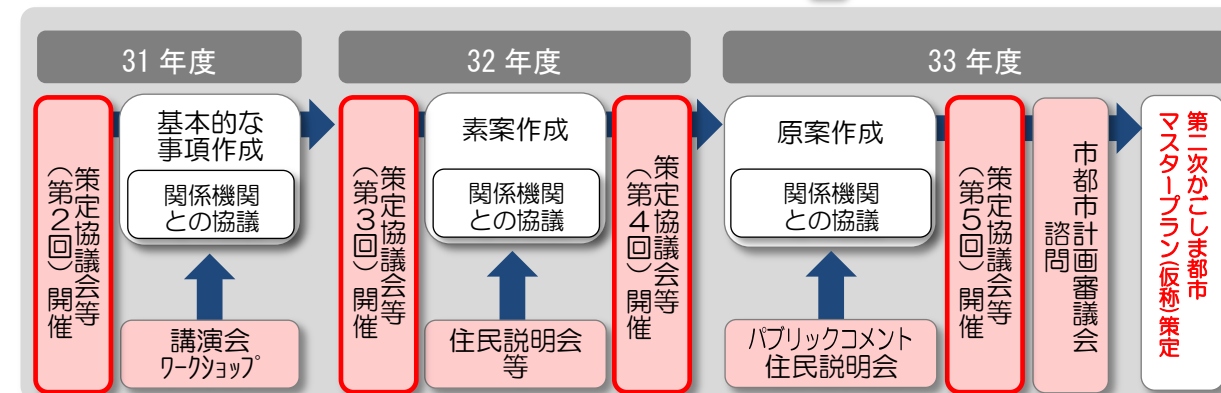 31 年度
策定協議会等
（第２回）開催
基本的な
事項作成
関係機関
との協議
講演会
ﾜｰｸｼｮｯﾌﾟ
32 年度
策定協議会等
（第３回）開催
素案作成
関係機関
との協議
住民説明会
等
策定協議会等
（第４回）開催
33 年度
原案作成
関係機関
との協議
パブリックコメント
住民説明会
策定協議会等
（第５回）開催
市都市計画審議会
諮問
第二次かごしま都市
マスタープラン（仮称）策定